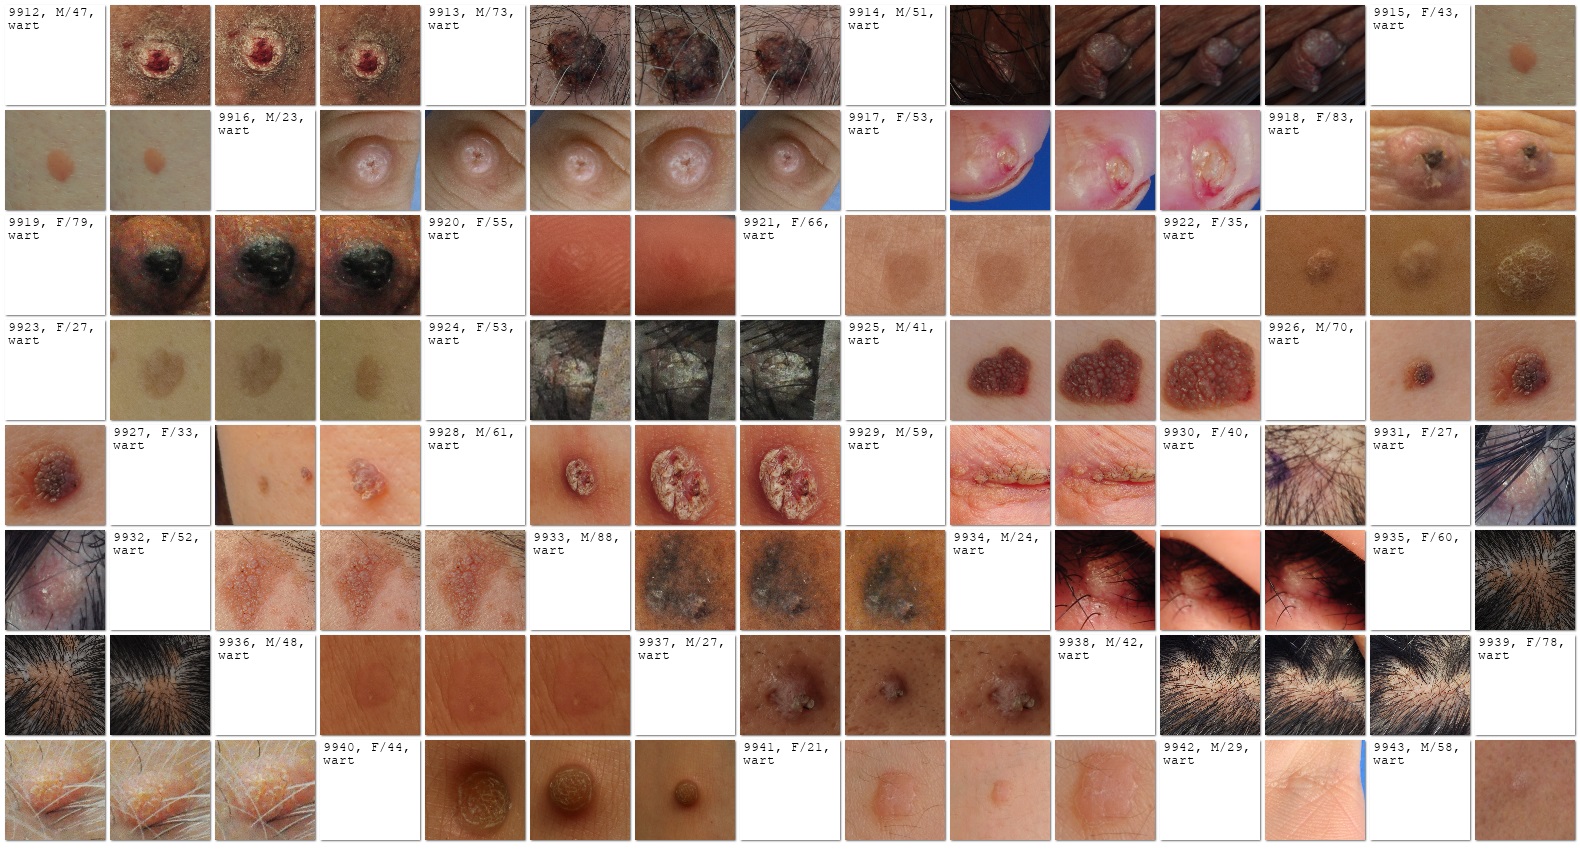 9912, M/47,
wart
9913, M/73,
wart
9914, M/51,
wart
9915, F/43,
wart
9916, M/23,
wart
9917, F/53,
wart
9918, F/83,
wart
9919, F/79,
wart
9920, F/55,
wart
9921, F/66,
wart
9922, F/35,
wart
9923, F/27,
wart
9924, F/53,
wart
9925, M/41,
wart
9926, M/70,
wart
9927, F/33,
wart
9928, M/61,
wart
9929, M/59,
wart
9930, F/40,
wart
9931, F/27,
wart
9932, F/52,
wart
9933, M/88,
wart
9934, M/24,
wart
9935, F/60,
wart
9936, M/48,
wart
9937, M/27,
wart
9938, M/42,
wart
9939, F/78,
wart
9940, F/44,
wart
9941, F/21,
wart
9942, M/29,
wart
9943, M/58,
wart